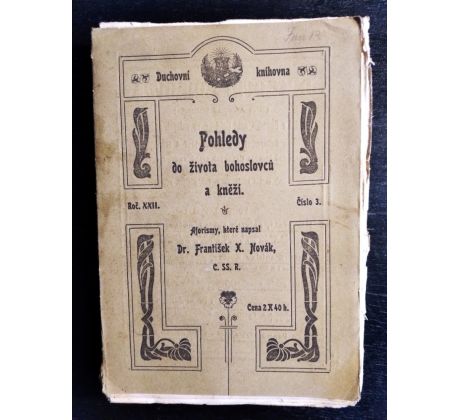 Duchovní knihovna
Pohledy
do života bohoslovců
a kněží.
Roč. XXII. Číslo 3.
Aforismy, které napsal
Dr. František X. Novák,
C. SS. R.
Cena 2 K 40 h.